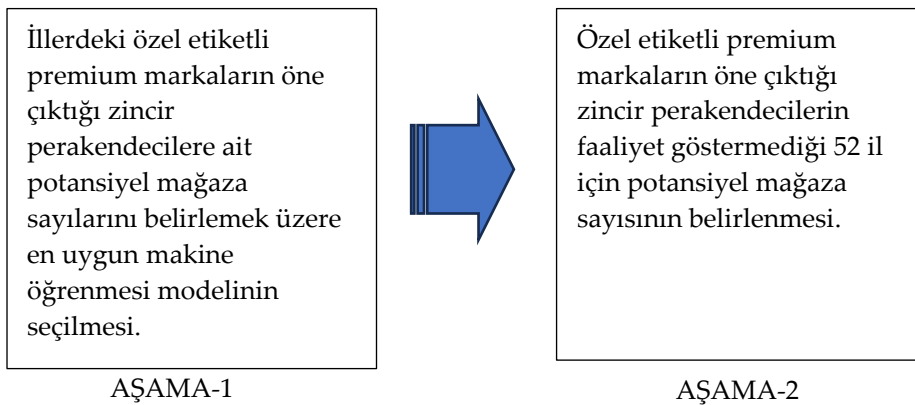 İllerdeki özel etiketli
premium markaların öne
çıktığı zincir
perakendecilere ait
potansiyel mağaza
sayılarını belirlemek üzere
en uygun makine
öğrenmesi modelinin
seçilmesi.
AŞAMA-1
Özel etiketli premium
markaların öne çıktığı
zincir perakendecilerin
faaliyet göstermediği 52 il
için potansiyel mağaza
sayısının belirlenmesi.
AŞAMA-2